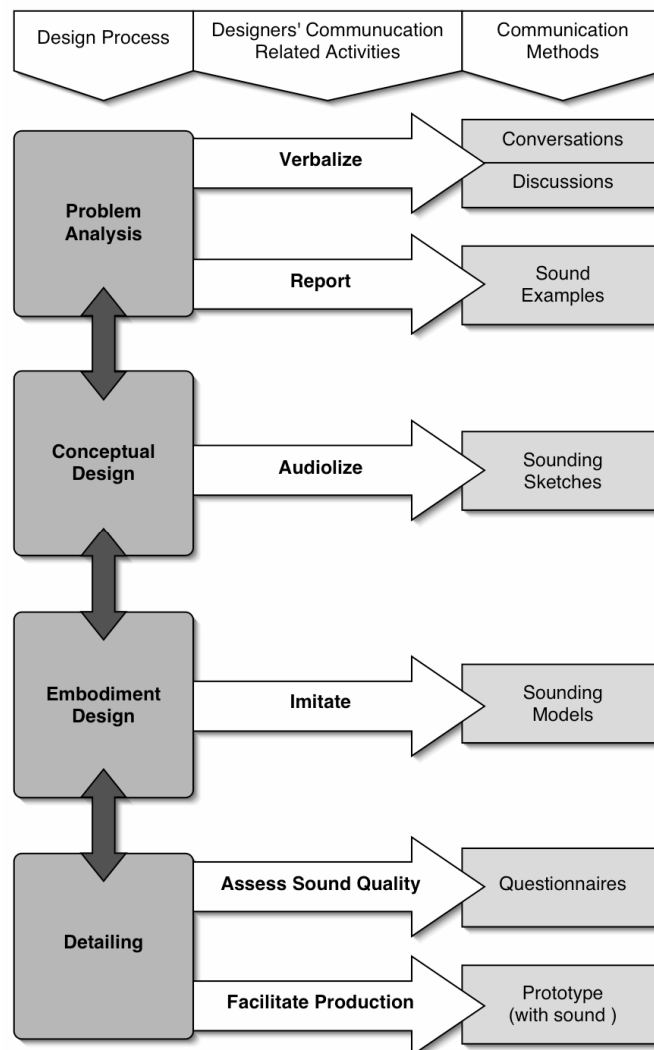 Design Process
Designers' Communucation
Related Activities
Communication
Methods
Problem
Analysis
Verbalize
Conversations
Discussions
Report
Sound
Examples
Conceptual
Design
Audiolize
Sounding
Sketches
Embodiment
Design
Imitate
Sounding
Models
Detailing
Assess Sound Quality
Questionnaires
Facilitate Production
Prototype
(with sound )